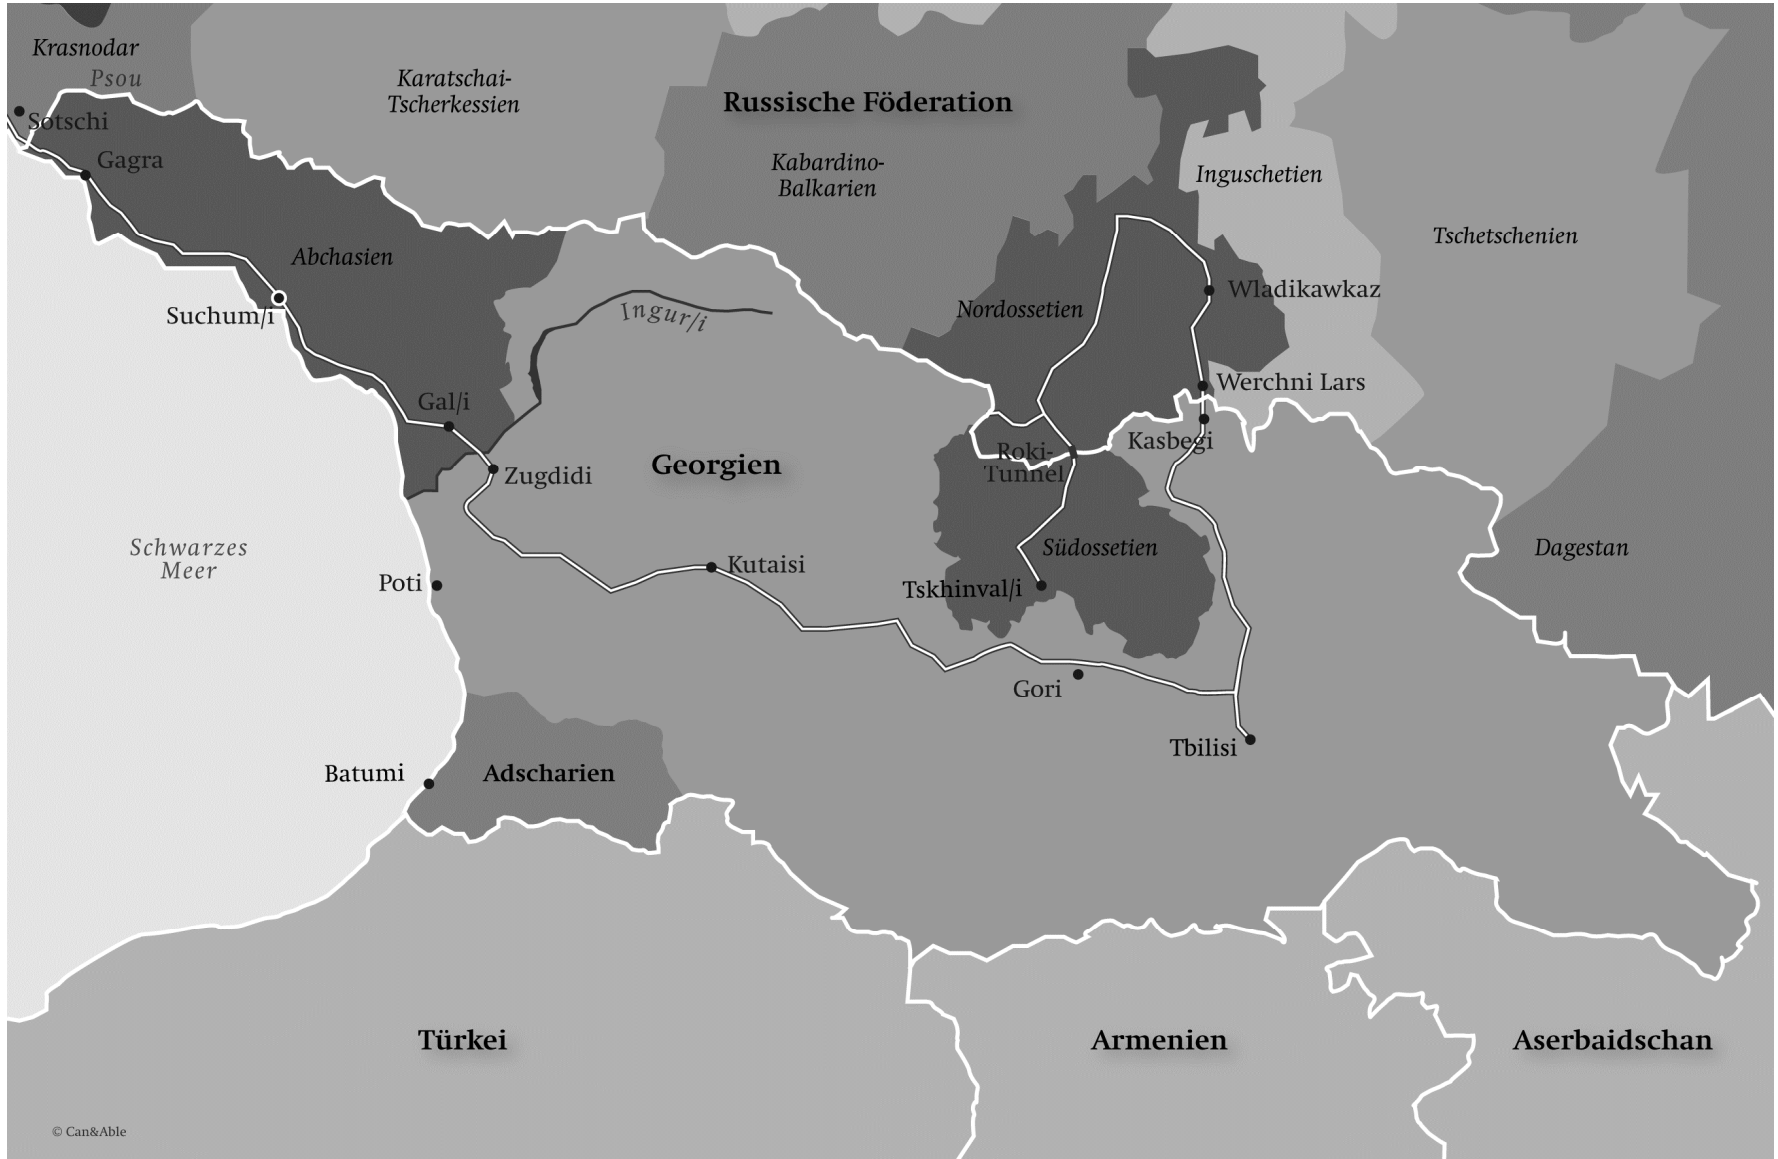 Krasnodar
Psou
Karatschai-
Tscherkessien
Russische Föderation
Sotschi
Gagra
Kabardino-
Balkarien
Inguschetien
Tschetschenien
Abchasien
Suchum/i
Ingur/i
Nordossetien
Wladikawkaz
Werchni Lars
Gal/i
Kasbegi
Roki-
Tunnel
Zugdidi
Georgien
Schwarzes
Meer
Südossetien
Dagestan
Poti
Kutaisi
Tskhinval/i
Gori
Tbilisi
Batumi
Adscharien
Türkei
Armenien
Aserbaidschan
© Can&Able